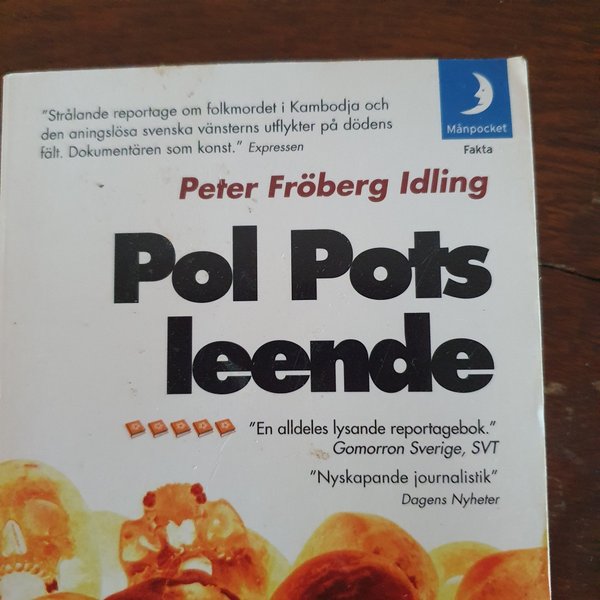 "Strålande reportage om folkmordet i Kambodja och
den aningslösa svenska vänsterns utflykter på dödens
fält. Dokumentären som konst." Expressen
Månpocket
Fakta
Peter Fröberg Idling
Pol Pots
leende
"En alldeles lysande reportagebok."
Gomorron Sverige, SVT
"Nyskapande journalistik"
Dagens Nyheter